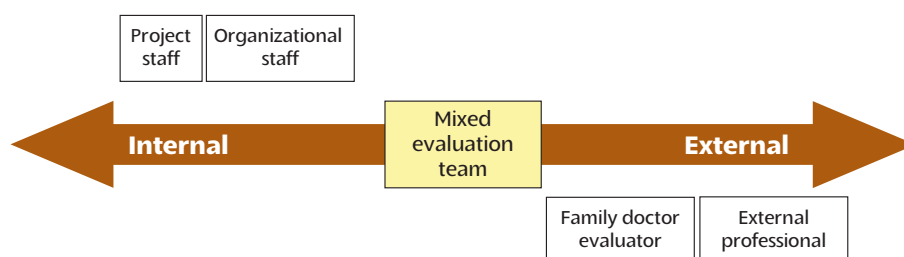 Project
staff
Organizational
staff
Internal
Mixed
evaluation
team
External
Family doctor
evaluator
External
professional